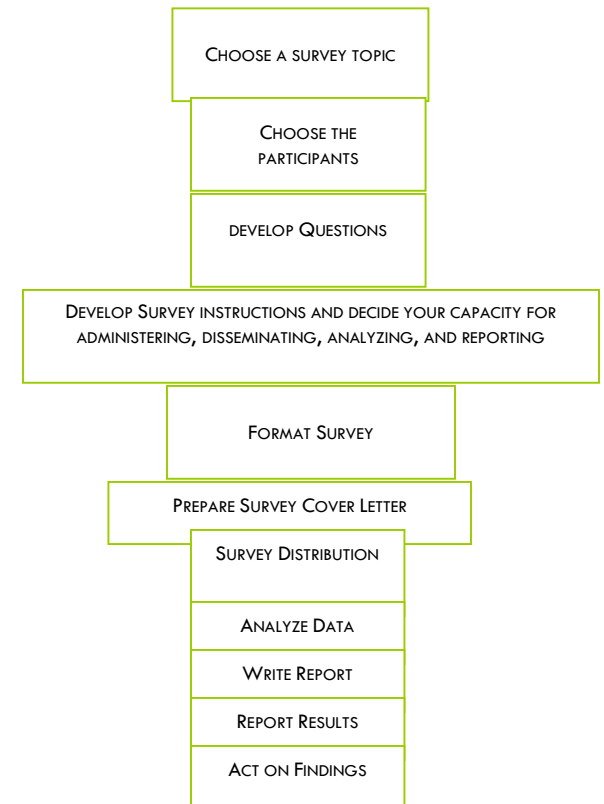 Choose a survey topic
Choose the
participants
develop Questions
Develop Survey instructions and decide your capacity for
administering, disseminating, analyzing, and reporting
Format Survey
Prepare Survey Cover Letter
Survey Distribution
Analyze Data
Write Report
Report Results
Act on Findings